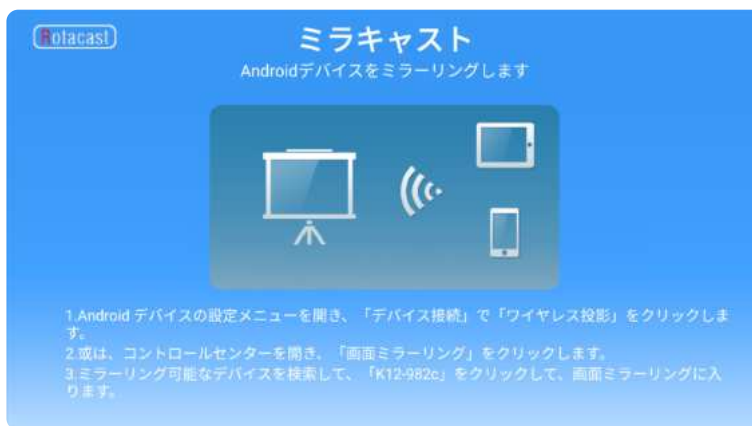 Rotacast
ミラキャスト
Androidデバイスをミラーリングします
1.Android デバイスの設定メニューを開き、「デバイス接続」で「ワイヤレス投影」をクリックしま
す。
2.或は、コントロールセンターを開き、「画面ミラーリング」をクリックします。
3.ミラーリング可能なデバイスを検索して、「K12-982c」をクリックして、画面ミラーリングに入
ります。